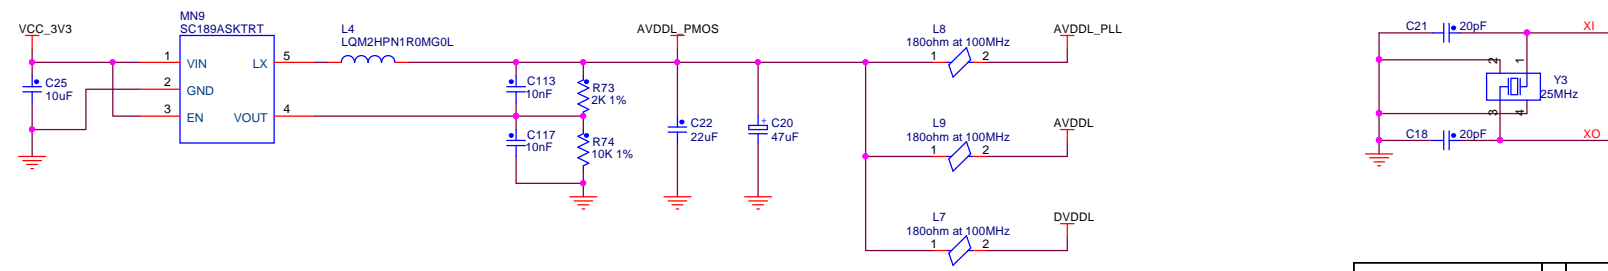 VCC_3V3
MN9
SC189ASKTRT
1
VIN
LX
5
2
GND
3
EN
VOUT
4
C25
10uF
L4
LQM2HPN1R0MG0L
C113
10nF
R73
2K 1%
C117
10nF
R74
10K 1%
AVDDL_PMOS
C22
22uF
+
C20
47uF
L8
180ohm at 100MHz
1
2
AVDDL_PLL
L9
180ohm at 100MHz
1
2
AVDDL
L7
180ohm at 100MHz
1
2
DVDDL
C21
20pF
XI
2
1
Y3
25MHz
3
4
C18
20pF
XO